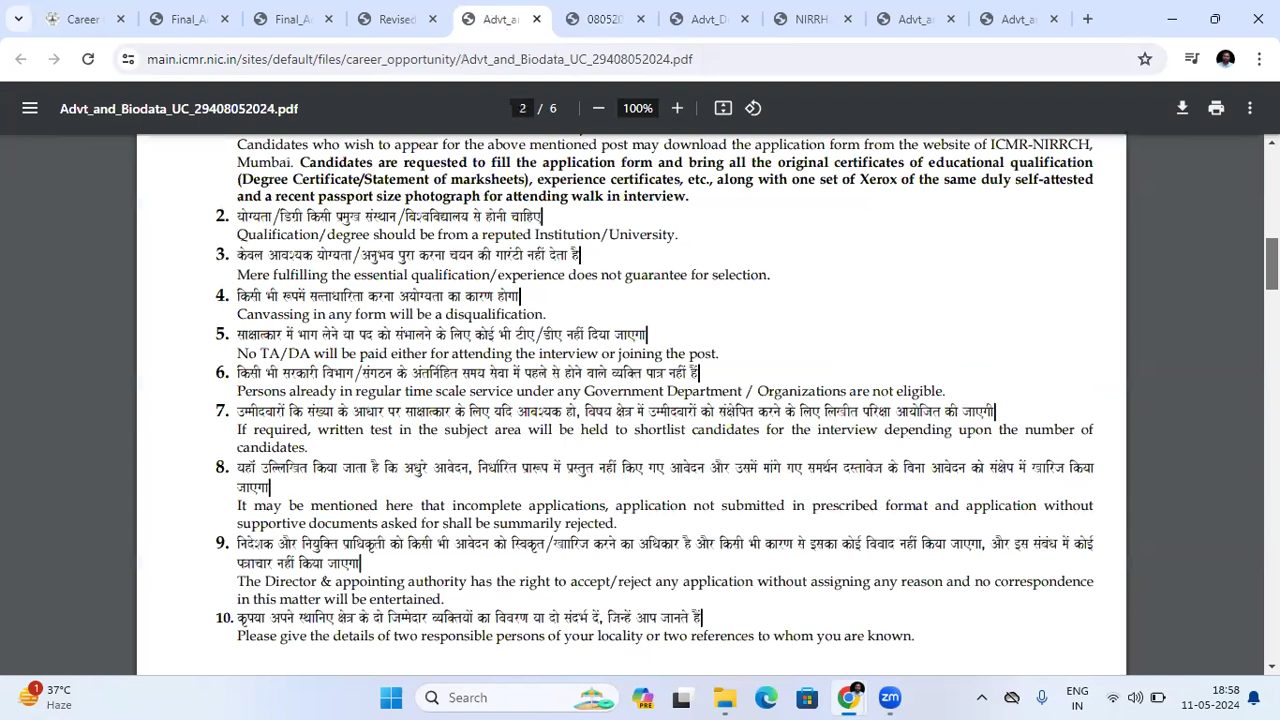 Career
Final_A
Final_A
Revised
Advt_an
080520
Advt_D
NIRRH
Advt_an
Advt_an
main.icmr.nic.in/sites/default/files/career_opportunity/Advt_and_Biodata_UC_29408052024.pdf
Advt_and_Biodata_UC_29408052024.pdf
2 / 6
100%
Candidates who wish to appear for the above mentioned post may download the application form from the website of ICMR-NIRRCH,
Mumbai. Candidates are requested to fill the application form and bring all the original certificates of educational qualification
(Degree Certificate/Statement of marksheets), experience certificates, etc., along with one set of Xerox of the same duly self-attested
and a recent passport size photograph for attending walk in interview.
2. योग्यता/डिग्री किसी प्रमुख संस्थान/विश्वविद्यालय से होनी चाहिए|
Qualification/degree should be from a reputed Institution/University.
3. केवल आवश्यक योग्यता/अनुभव पुरा करना चयन की गारंटी नहीं देता है|
Mere fulfilling the essential qualification/experience does not guarantee for selection.
4. किसी भी रूपमें सत्ताधारिता करना अयोग्यता का कारण होगा|
Canvassing in any form will be a disqualification.
5. साक्षात्कार में भाग लेने या पद को संभालने के लिए कोई भी टीए/डीए नहीं दिया जाएगा|
No TA/DA will be paid either for attending the interview or joining the post.
6. किसी भी सरकारी विभाग/संगठन के अंतर्निहित समय सेवा में पहले से होने वाले व्यक्ति पात्र नहीं हैं|
Persons already in regular time scale service under any Government Department / Organizations are not eligible.
7. उम्मीदवारों कि संख्या के आधार पर साक्षात्कार के लिए यदि आवश्यक हो, विषय क्षेत्र में उम्मीदवारों को संक्षेपित करने के लिए लिखीत परिक्षा आयोजित की जाएगी|
If required, written test in the subject area will be held to shortlist candidates for the interview depending upon the number of
candidates.
8. यहाँ उल्लिखित किया जाता है कि अधुरे आवेदन, निर्धारित प्रारूप में प्रस्तुत नहीं किए गए आवेदन और उसमें मांगे गए समर्थन दस्तावेज के विना आवेदन को संक्षेप में खारिज किया
जाएगा|
It may be mentioned here that incomplete applications, application not submitted in prescribed format and application without
supportive documents asked for shall be summarily rejected.
9. निदेशक और नियुक्ति प्राधिकृती को किसी भी आवेदन को स्विकृत/खाारिज करने का अधिकार है और किसी भी कारण से इसका कोई विवाद नहीं किया जाएगा, और इस संवंध में कोई
पत्राचार नहीं किया जाएगा|
The Director & appointing authority has the right to accept/reject any application without assigning any reason and no correspondence
in this matter will be entertained.
10. कृपया अपने स्थानिए क्षेत्र के दो जिम्मेदार व्यक्तियों का विवरण या दो संदर्भ दें, जिन्हें आप जानते हैं|
Please give the details of two responsible persons of your locality or two references to whom you are known.
1
37°C
Haze
Search
PRE
zm
ENG
IN
18:58
11-05-2024